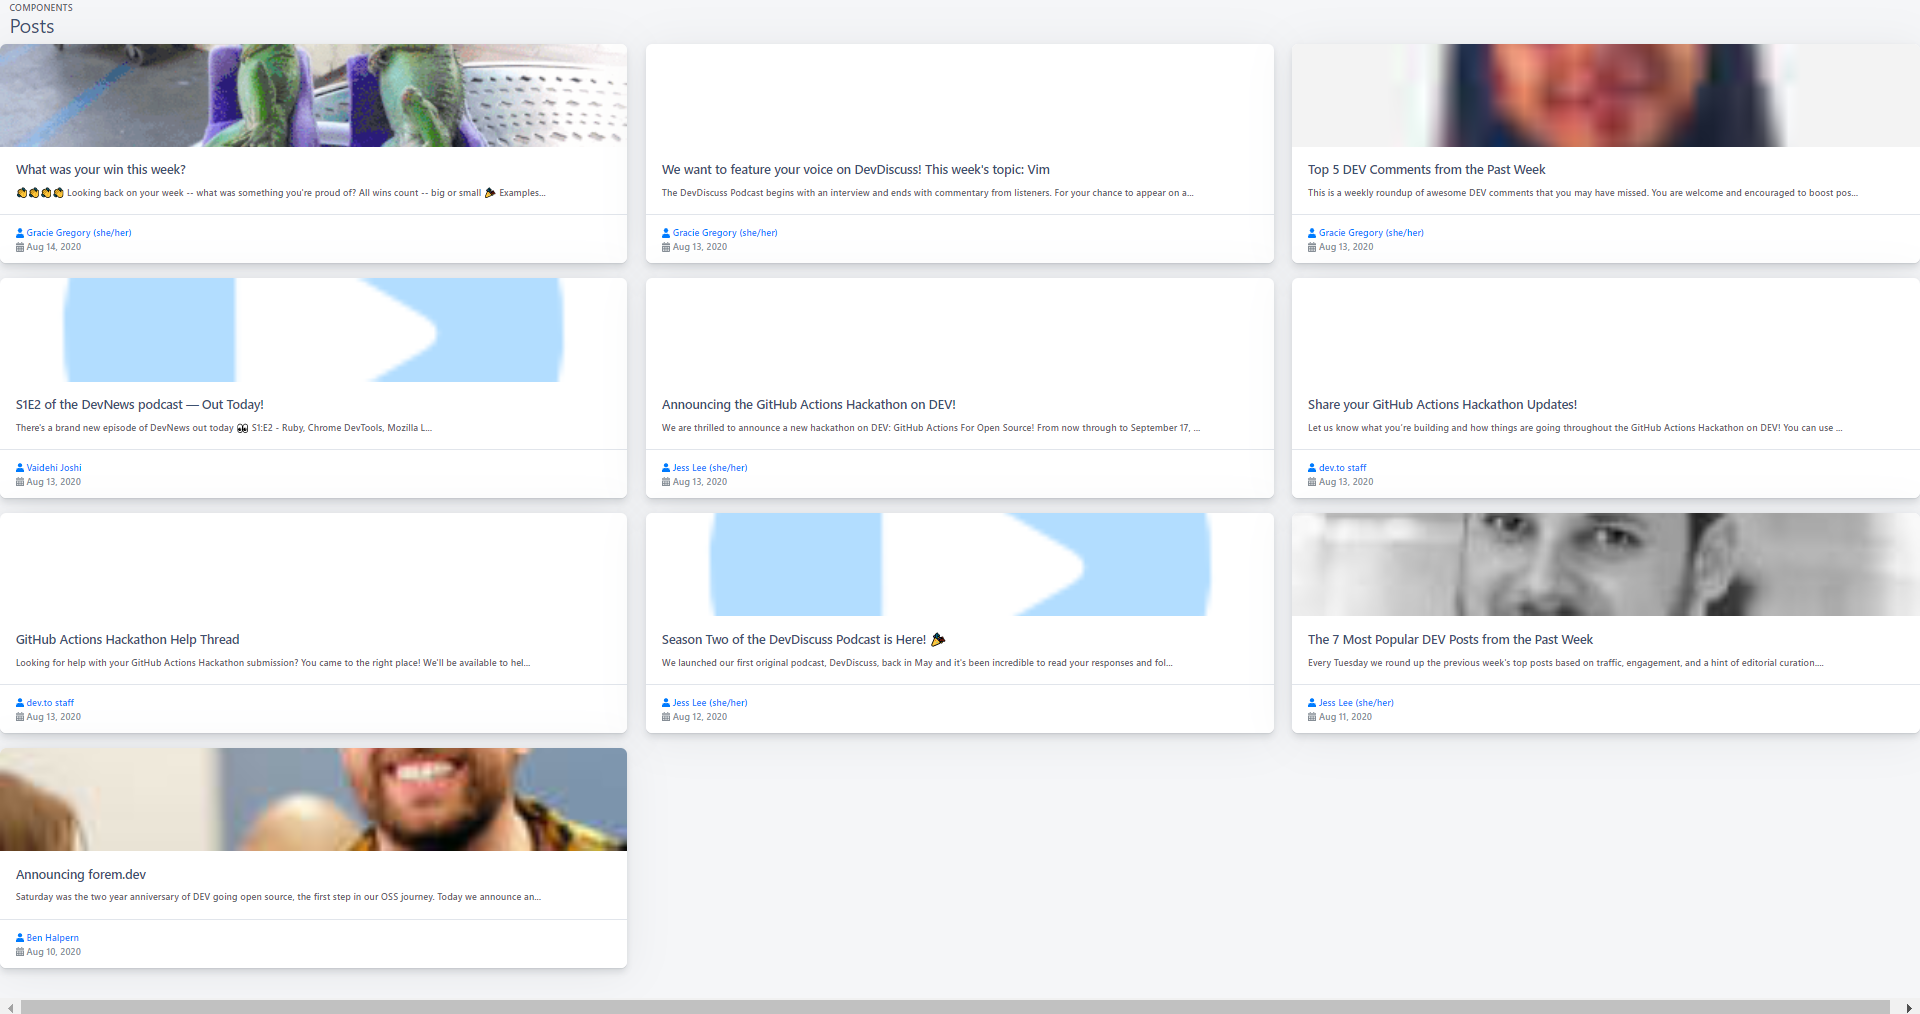 COMPONENTS
Posts
What was your win this week?
👏👏👏👏 Looking back on your week -- what was something you're proud of? All wins count -- big or small 🎉 Examples...
Gracie Gregory (she/her)
Aug 14, 2020
We want to feature your voice on DevDiscuss! This week's topic: Vim
The DevDiscuss Podcast begins with an interview and ends with commentary from listeners. For your chance to appear on a...
Gracie Gregory (she/her)
Aug 13, 2020
Top 5 DEV Comments from the Past Week
This is a weekly roundup of awesome DEV comments that you may have missed. You are welcome and encouraged to boost pos...
Gracie Gregory (she/her)
Aug 13, 2020
S1E2 of the DevNews podcast — Out Today!
There's a brand new episode of DevNews out today 👀 S1:E2 - Ruby, Chrome DevTools, Mozilla L...
Vaidehi Joshi
Aug 13, 2020
Announcing the GitHub Actions Hackathon on DEV!
We are thrilled to announce a new hackathon on DEV: GitHub Actions For Open Source! From now through to September 17, ...
Jess Lee (she/her)
Aug 13, 2020
Share your GitHub Actions Hackathon Updates!
Let us know what you're building and how things are going throughout the GitHub Actions Hackathon on DEV! You can use ...
dev.to staff
Aug 13, 2020
GitHub Actions Hackathon Help Thread
Looking for help with your GitHub Actions Hackathon submission? You came to the right place! We'll be available to hel...
dev.to staff
Aug 13, 2020
Season Two of the DevDiscuss Podcast is Here! 🎉
We launched our first original podcast, DevDiscuss, back in May and it's been incredible to read your responses and fol...
Jess Lee (she/her)
Aug 12, 2020
The 7 Most Popular DEV Posts from the Past Week
Every Tuesday we round up the previous week's top posts based on traffic, engagement, and a hint of editorial curation....
Jess Lee (she/her)
Aug 11, 2020
Announcing forem.dev
Saturday was the two year anniversary of DEV going open source, the first step in our OSS journey. Today we announce an...
Ben Halpern
Aug 10, 2020